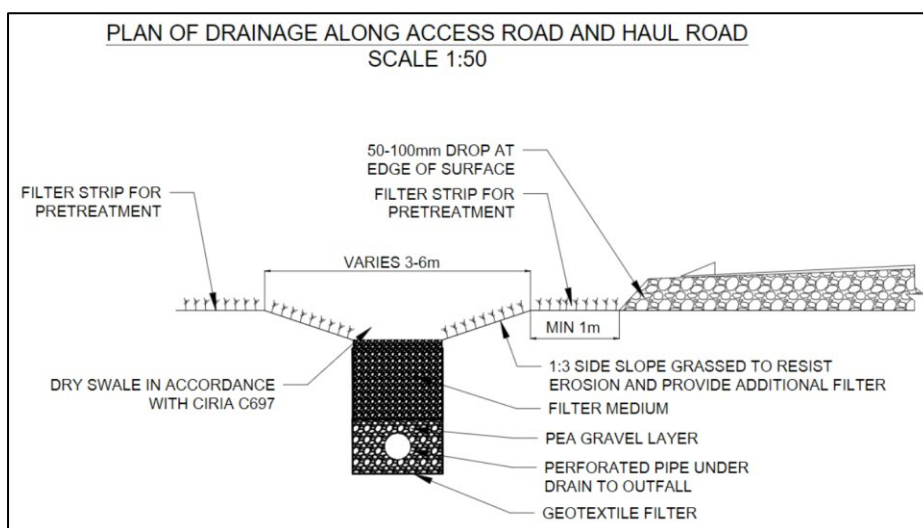 PLAN OF DRAINAGE ALONG ACCESS ROAD AND HAUL ROAD
SCALE 1:50
50-100mm DROP AT
EDGE OF SURFACE
FILTER STRIP FOR
PRETREATMENT
FILTER STRIP FOR
PRETREATMENT
VARIES 3-6m
MIN 1m
DRY SWALE IN ACCORDANCE
WITH CIRIA C697
1:3 SIDE SLOPE GRASSED TO RESIST
EROSION AND PROVIDE ADDITIONAL FILTER
FILTER MEDIUM
PEA GRAVEL LAYER
PERFORATED PIPE UNDER
DRAIN TO OUTFALL
GEOTEXTILE FILTER